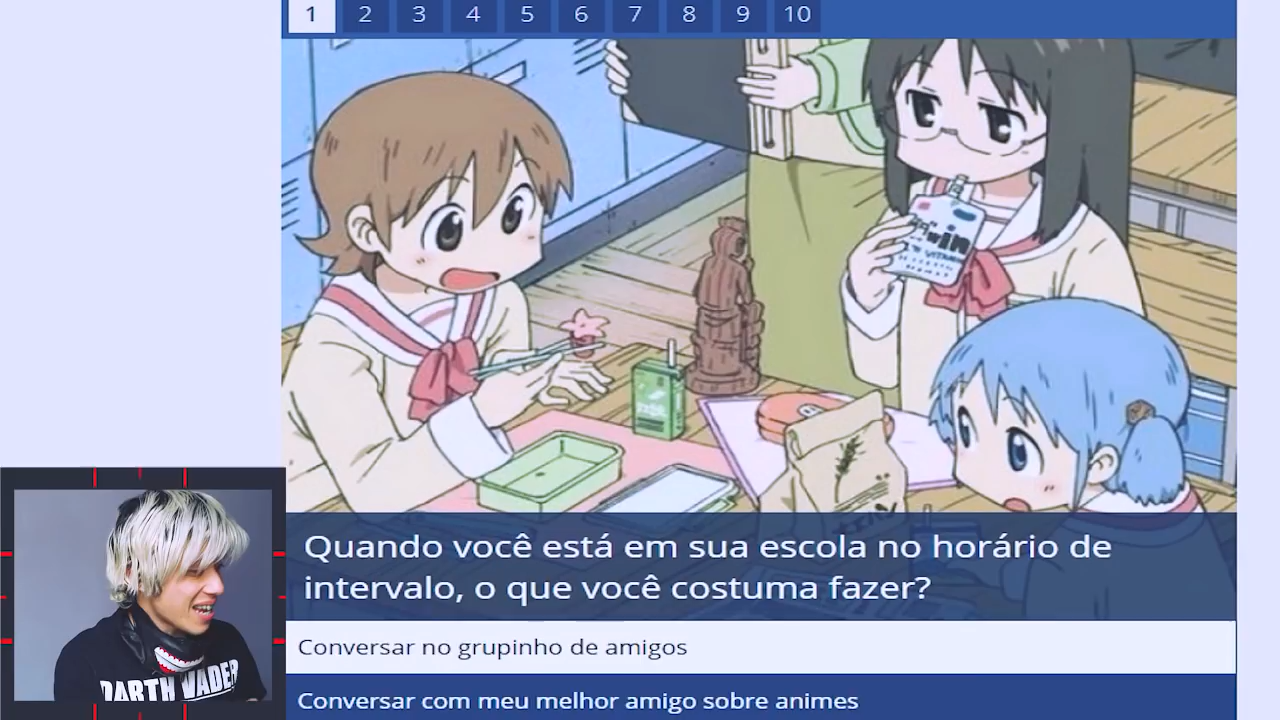 1 2 3 4 5 6 7 8 9 10
Quando você está em sua escola no horário de
intervalo, o que você costuma fazer?
Conversar no grupinho de amigos
Conversar com meu melhor amigo sobre animes
DARTH VADER